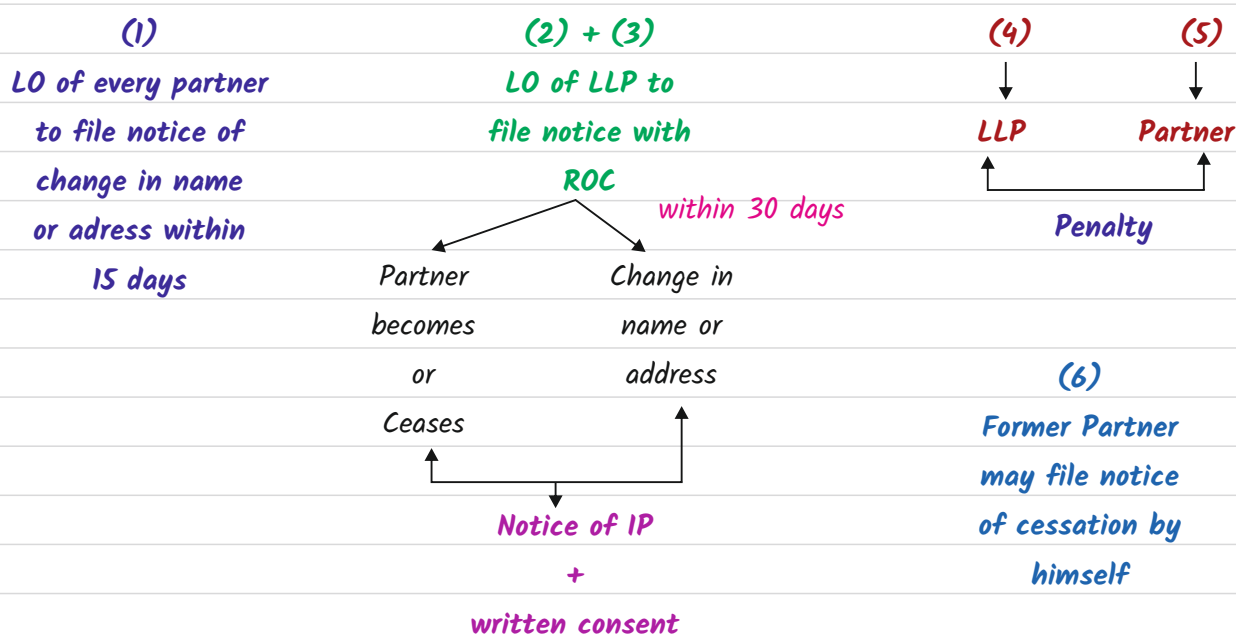 (1)
LO of every partner
to file notice of
change in name
or adress within
15 days
(2) + (3)
LO of LLP to
file notice with
ROC
within 30 days
Partner
becomes
or
Ceases
Change in
name or
address
Notice of IP
+
written consent
(4)
LLP
(5)
Partner
Penalty
(6)
Former Partner
may file notice
of cessation by
himself